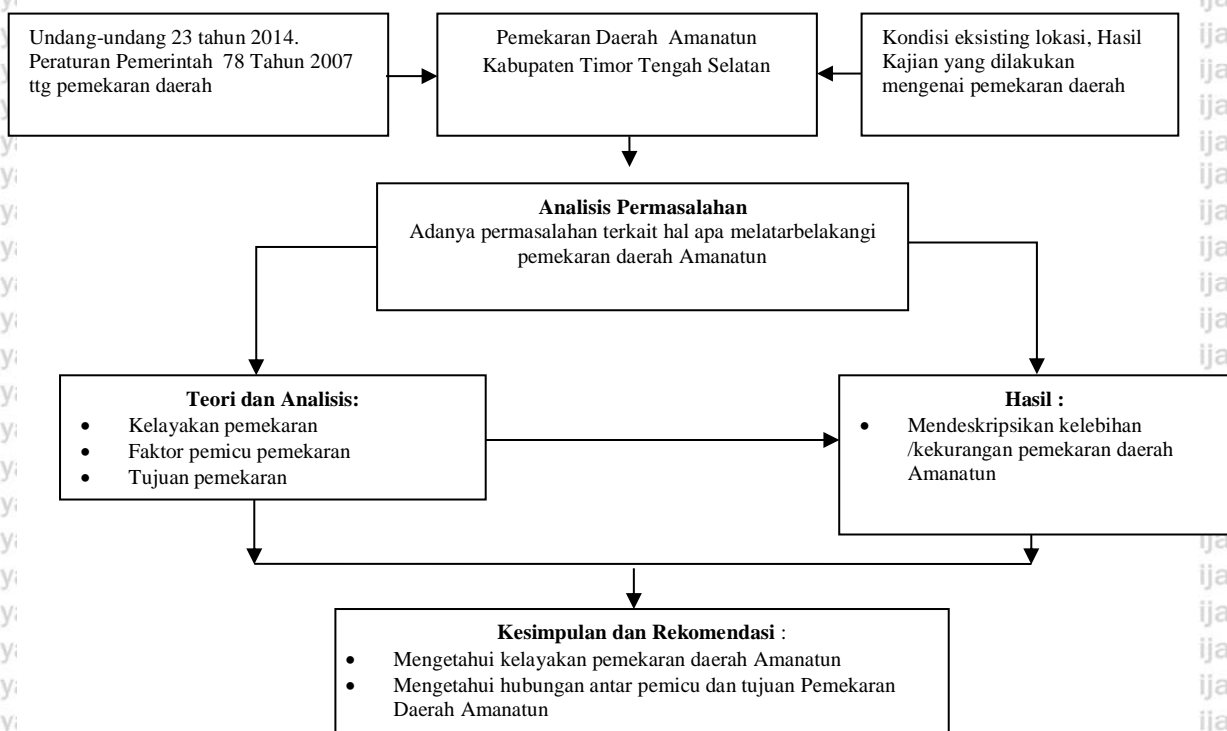 Undang-undang 23 tahun 2014.
Peraturan Pemerintah 78 Tahun 2007
ttg pemekaran daerah
Pemekaran Daerah Amanatun
Kabupaten Timor Tengah Selatan
Kondisi eksisting lokasi, Hasil
Kajian yang dilakukan
mengenai pemekaran daerah
Analisis Permasalahan
Adanya permasalahan terkait hal apa melatarbelakangi
pemekaran daerah Amanatun
Teori dan Analisis:
• Kelayakan pemekaran
• Faktor pemicu pemekaran
• Tujuan pemekaran
Hasil :
• Mendeskripsikan kelebihan
/kekurangan pemekaran daerah
Amanatun
Kesimpulan dan Rekomendasi :
• Mengetahui kelayakan pemekaran daerah Amanatun
• Mengetahui hubungan antar pemicu dan tujuan Pemekaran
Daerah Amanatun